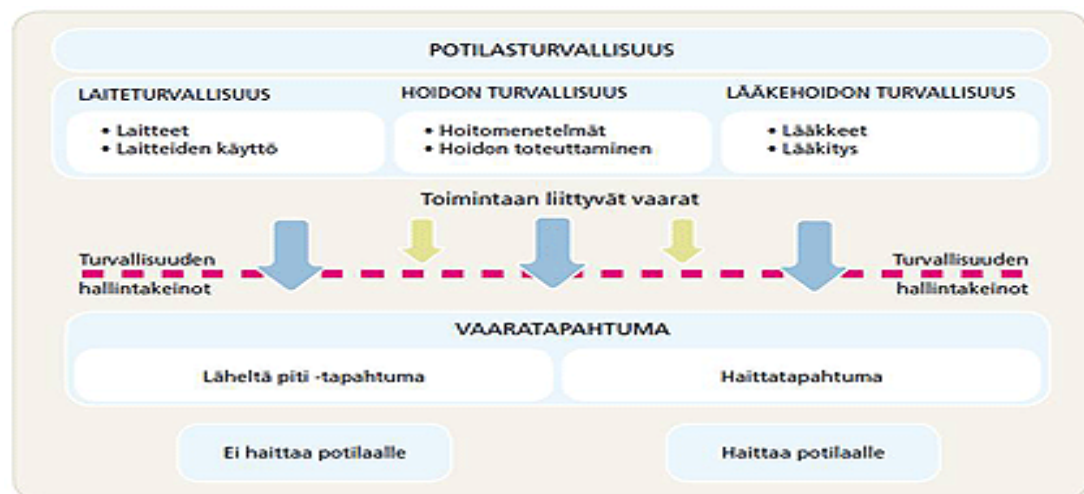 POTILASTURVALLISUUS
LAITETURVALLISUUS
• Laitteet
• Laitteiden käyttö
HOIDON TURVALLISUUS
• Hoitomenetelmät
• Hoidon toteuttaminen
LÄÄKEHOIDON TURVALLISUUS
• Lääkkeet
• Lääkitys
Toimintaan liittyvät vaarat
Turvallisuuden
hallintakeinot
Turvallisuuden
hallintakeinot
VAARATAPAHTUMA
Läheltä piti -tapahtuma
Haittatapahtuma
Ei haittaa potilaalle
Haittaa potilaalle